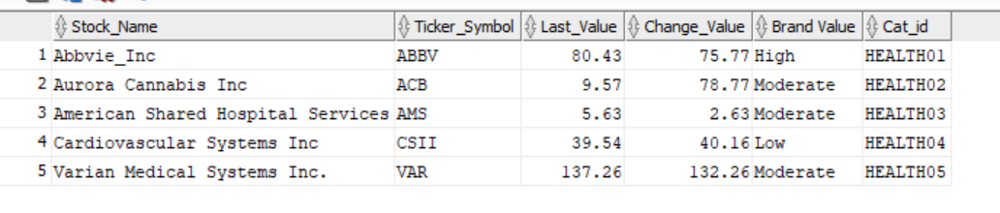 Stock_Name Ticker_Symbol Last_Value Change_Value Brand Value Cat_id
1 Abbvie_Inc ABBV 80.43 75.77 High HEALTH01
2 Aurora Cannabis Inc ACB 9.57 78.77 Moderate HEALTH02
3 American Shared Hospital Services AMS 5.63 2.63 Moderate HEALTH03
4 Cardiovascular Systems Inc CSII 39.54 40.16 Low HEALTH04
5 Varian Medical Systems Inc. VAR 137.26 132.26 Moderate HEALTH05